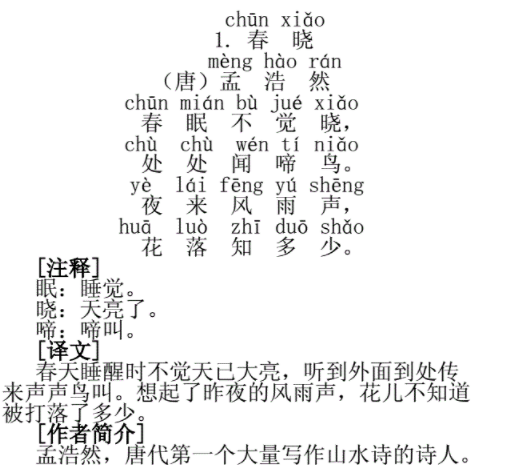 chūn xiǎo
1. 春 晓
mèng hào rán
（唐）孟 浩 然
chūn mián bù jué xiǎo
春 眠 不 觉 晓，
chù chù wén tí niǎo
处 处 闻 啼 鸟。
yè lái fēng yú shēng
夜 来 风 雨 声，
huā luò zhī duō shǎo
花 落 知 多 少。
[注释]
眠：睡觉。
晓：天亮了。
啼：啼叫。
[译文]
春天睡醒时不觉天已大亮，听到外面到处传
来声声鸟叫。想起了昨夜的风雨声，花儿不知道
被打落了多少。
[作者简介]
孟浩然，唐代第一个大量写作山水诗的诗人。